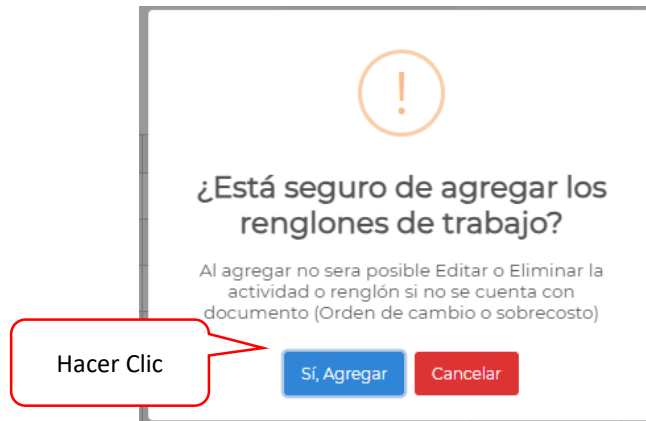 !
¿Está seguro de agregar los
renglones de trabajo?
Al agregar no sera posible Editar o Eliminar la
actividad o renglón si no se cuenta con
documento (Orden de cambio o sobrecosto)
Hacer Clic
Sí, Agregar
Cancelar